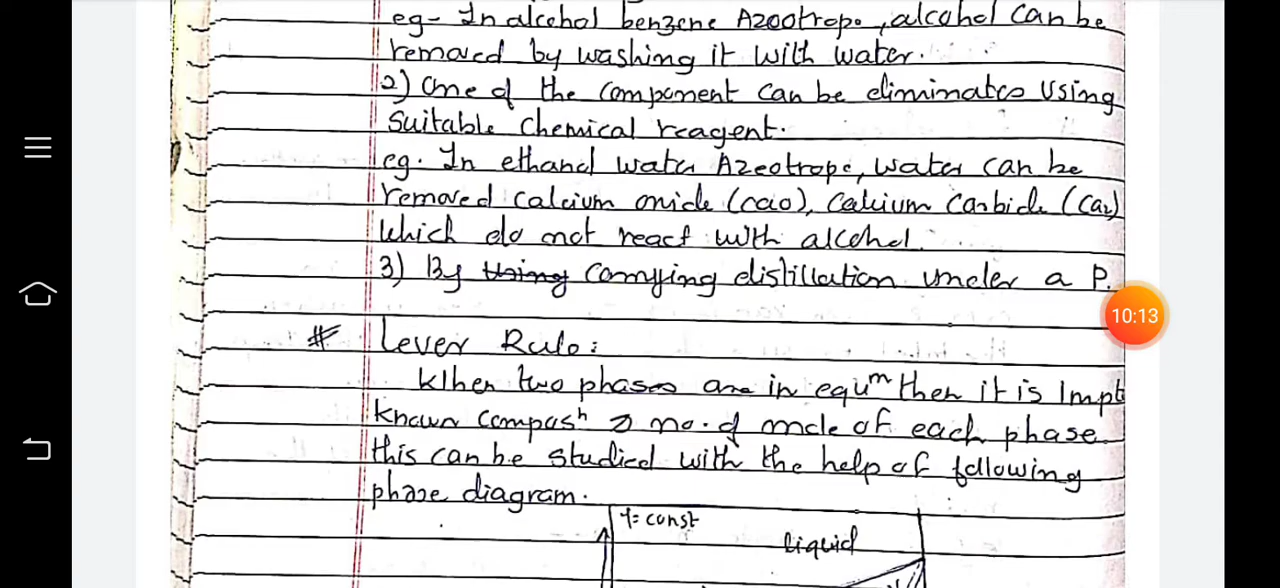 eg- In alcohol benzene Azeotrope, alcohol can be
removed by washing it with water.
2) One of the component can be eliminates using
suitable chemical reagent.
eg. In ethanol water Azeotrope, water can be
removed calcium oxide (cao), calcium carbide (Ca2)
which do not react with alcohol.
3) By Using carrying distillation under a P.
10:13
# Lever Rule:
When two phases are in equm then it is Impt
known composn & no. of mole of each phase
this can be studied with the help of following
phase diagram.
T= const
liquid